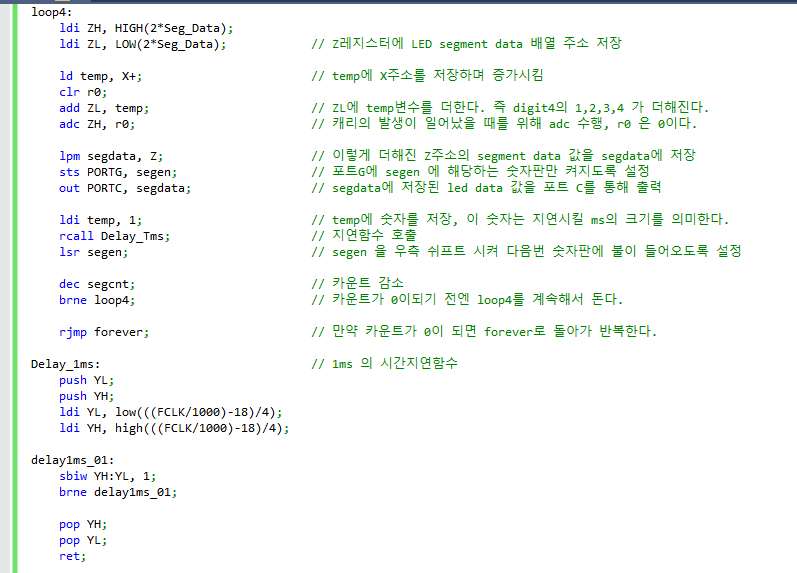 loop4:
ldi ZH, HIGH(2*Seg_Data);
ldi ZL, LOW(2*Seg_Data); // Z레지스터에 LED segment data 배열 주소 저장
ld temp, X+; // temp에 X주소를 저장하며 증가시킴
clr r0;
add ZL, temp; // ZL에 temp변수를 더한다. 즉 digit4의 1,2,3,4 가 더해진다.
adc ZH, r0; // 캐리의 발생이 일어났을 때를 위해 adc 수행, r0 은 0이다.
lpm segdata, Z; // 이렇게 더해진 Z주소의 segment data 값을 segdata에 저장
sts PORTG, segen; // 포트G에 segen 에 해당하는 숫자판만 켜지도록 설정
out PORTC, segdata; // segdata에 저장된 led data 값을 포트 C를 통해 출력
ldi temp, 1; // temp에 숫자를 저장, 이 숫자는 지연시킬 ms의 크기를 의미한다.
rcall Delay_Tms; // 지연함수 호출
lsr segen; // segen 을 우측 쉬프트 시켜 다음번 숫자판에 불이 들어오도록 설정
dec segcnt; // 카운트 감소
brne loop4; // 카운트가 0이되기 전엔 loop4를 계속해서 돈다.
rjmp forever; // 만약 카운트가 0이 되면 forever로 돌아가 반복한다.
Delay_1ms: // 1ms 의 시간지연함수
push YL;
push YH;
ldi YL, low(((FCLK/1000)-18)/4);
ldi YH, high(((FCLK/1000)-18)/4);
delay1ms_01:
sbiw YH:YL, 1;
brne delay1ms_01;
pop YH;
pop YL;
ret;